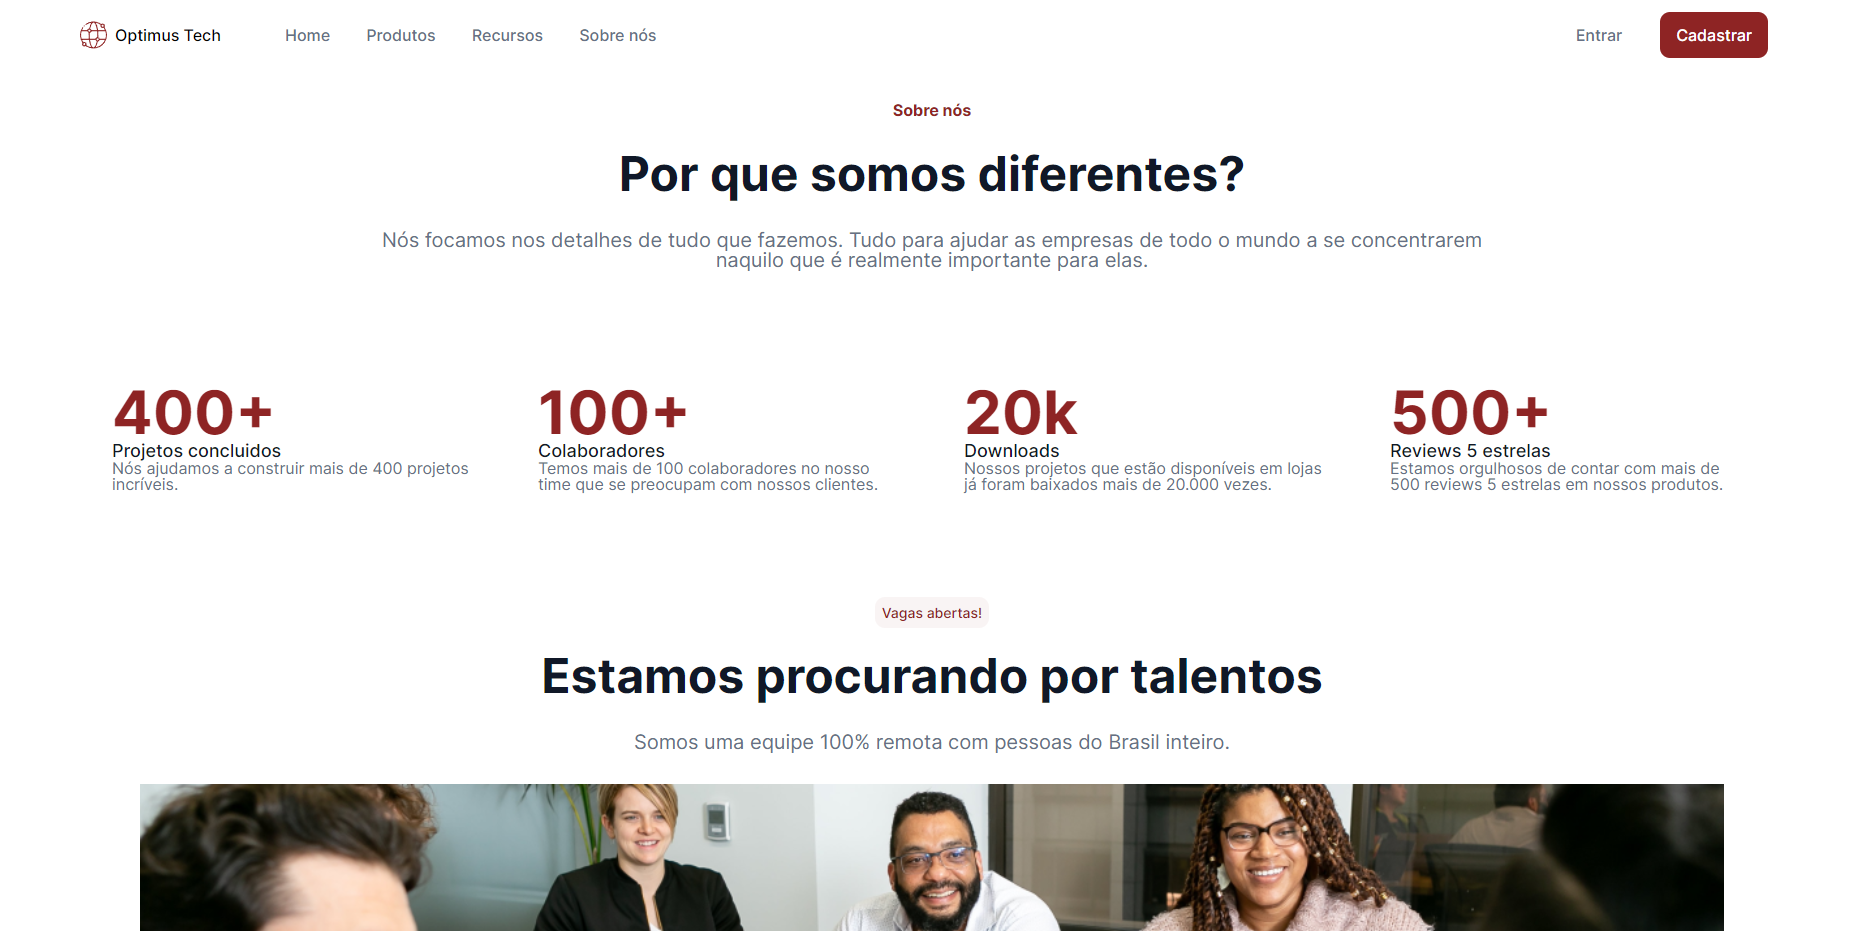 Optimus Tech
Home
Produtos
Recursos
Sobre nós
Entrar
Cadastrar
Sobre nós
Por que somos diferentes?
Nós focamos nos detalhes de tudo que fazemos. Tudo para ajudar as empresas de todo o mundo a se concentrarem
naquilo que é realmente importante para elas.
400+
Projetos concluidos
Nós ajudamos a construir mais de 400 projetos
incríveis.
100+
Colaboradores
Temos mais de 100 colaboradores no nosso
time que se preocupam com nossos clientes.
20k
Downloads
Nossos projetos que estão disponíveis em lojas
já foram baixados mais de 20.000 vezes.
500+
Reviews 5 estrelas
Estamos orgulhosos de contar com mais de
500 reviews 5 estrelas em nossos produtos.
Vagas abertas!
Estamos procurando por talentos
Somos uma equipe 100% remota com pessoas do Brasil inteiro.